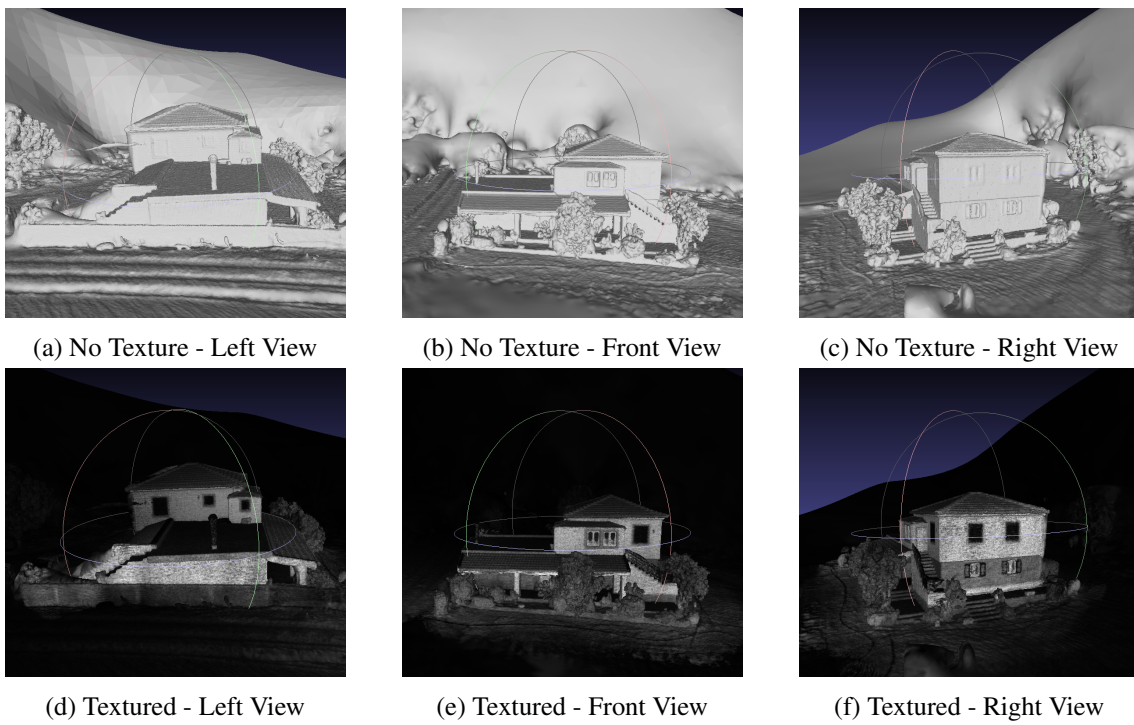 (a) No Texture - Left View
(b) No Texture - Front View
(c) No Texture - Right View
(d) Textured - Left View
(e) Textured - Front View
(f) Textured - Right View